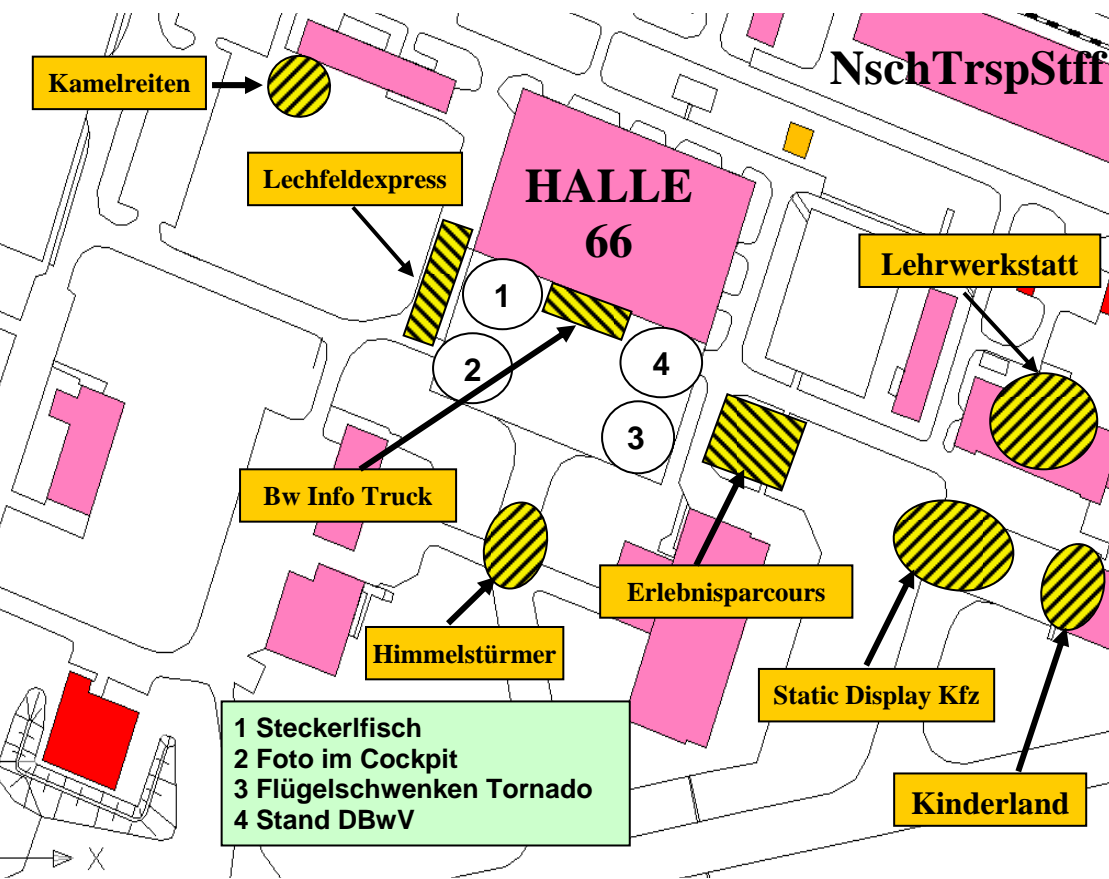 NschTrspStff
Kamelreiten
Lechfeldexpress
HALLE
66
Lehrwerkstatt
1
2
4
3
Bw Info Truck
Erlebnisparcours
Himmelstürmer
Static Display Kfz
1 Steckerlfisch
2 Foto im Cockpit
3 Flügelschwenken Tornado
4 Stand DBwV
Kinderland
X